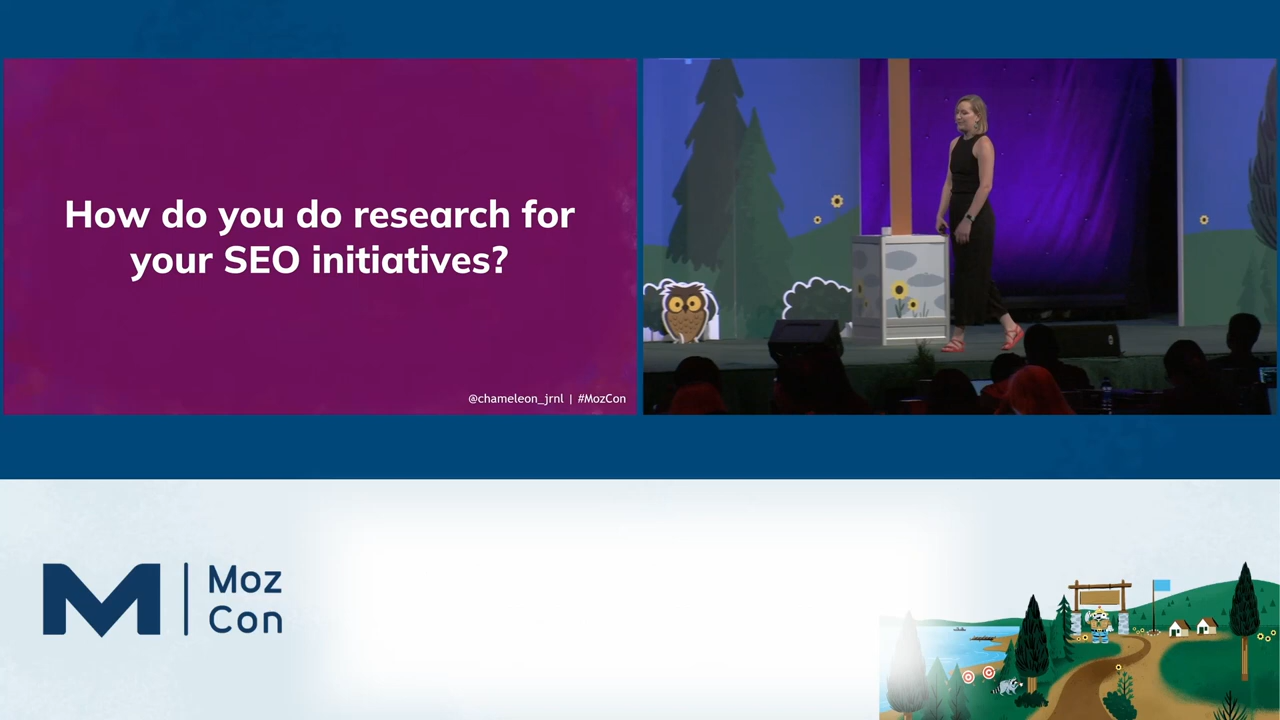 How do you do research for
your SEO initiatives?
@chameleon_jrnl | #MozCon
M
Moz
Con